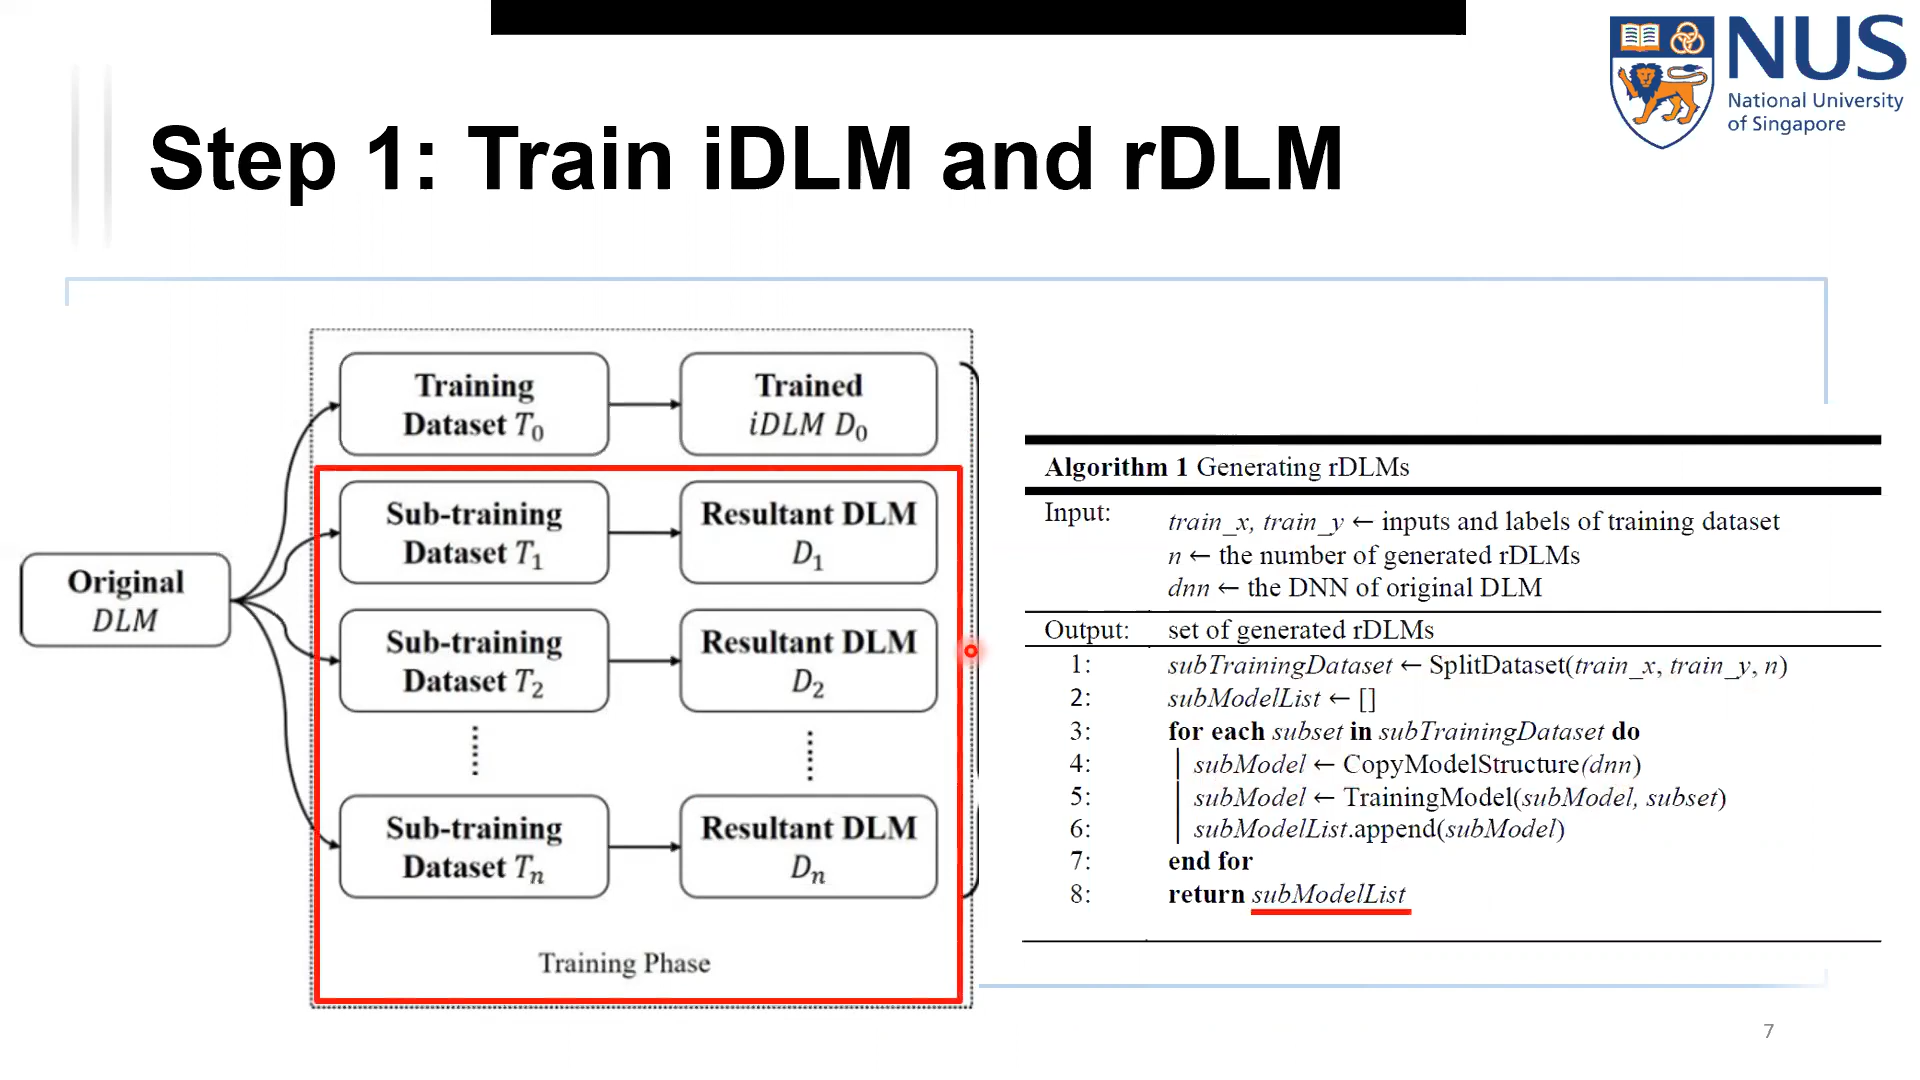 NUS
National University
of Singapore
Step 1: Train iDLM and rDLM
Original
DLM
Training
Dataset T₀
Trained
iDLM D₀
Sub-training
Dataset T₁
Resultant DLM
D₁
Sub-training
Dataset T₂
Resultant DLM
D₂
Sub-training
Dataset Tₙ
Resultant DLM
Dₙ
Training Phase
Algorithm 1 Generating rDLMs
Input: train_x, train_y ← inputs and labels of training dataset
n ← the number of generated rDLMs
dnn ← the DNN of original DLM
Output: set of generated rDLMs
1: subTrainingDataset ← SplitDataset(train_x, train_y, n)
2: subModelList ← []
3: for each subset in subTrainingDataset do
4: subModel ← CopyModelStructure(dnn)
5: subModel ← TrainingModel(subModel, subset)
6: subModelList.append(subModel)
7: end for
8: return subModelList
7